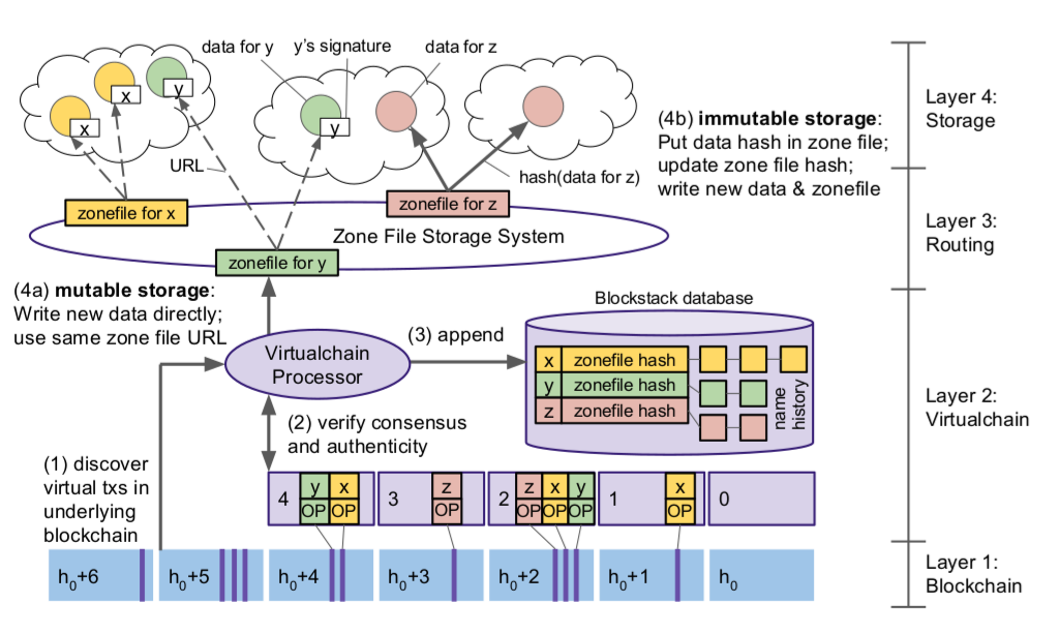 data for y
y's signature
data for z
Layer 4:
Storage
x
x
y
y
(4b) immutable storage:
Put data hash in zone file;
update zone file hash;
write new data & zonefile
URL
hash(data for z)
zonefile for x
zonefile for z
Layer 3:
Routing
Zone File Storage System
zonefile for y
(4a) mutable storage:
Write new data directly;
use same zone file URL
Blockstack database
(3) append
Virtualchain
Processor
x zonefile hash
y zonefile hash
z zonefile hash
name
history
Layer 2:
Virtualchain
(2) verify consensus
and authenticity
(1) discover
virtual txs in
underlying
blockchain
4 y x
OP OP
3 z
OP
2 z x y
OP OP OP
1 x
OP
0
Layer 1:
Blockchain
h₀+6
h₀+5
h₀+4
h₀+3
h₀+2
h₀+1
h₀